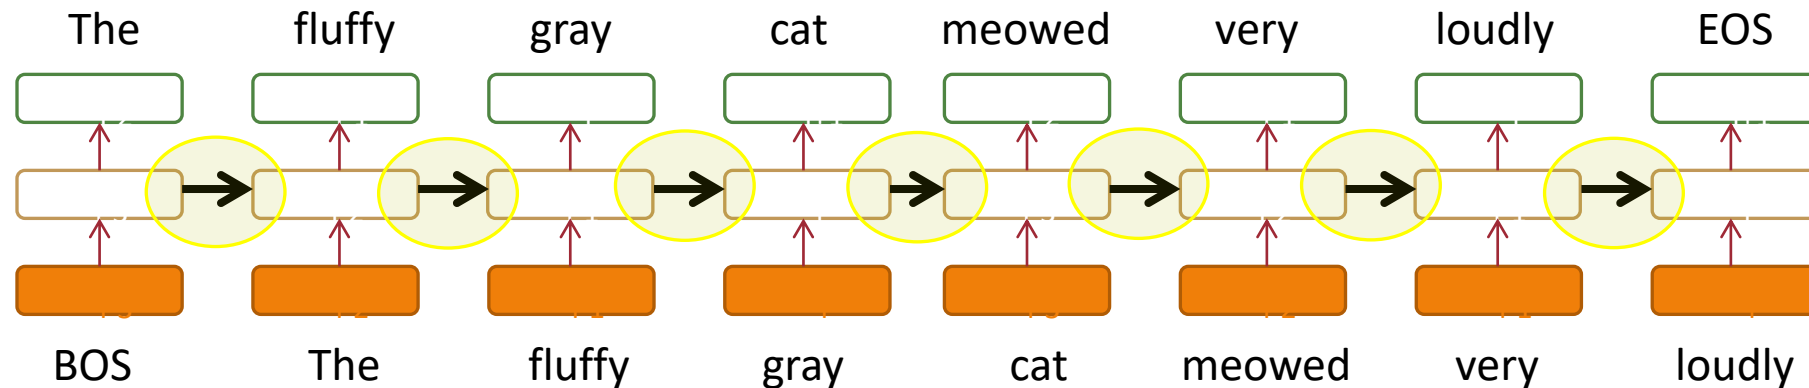 The fluffy gray cat meowed very loudly EOS
BOS The fluffy gray cat meowed very loudly